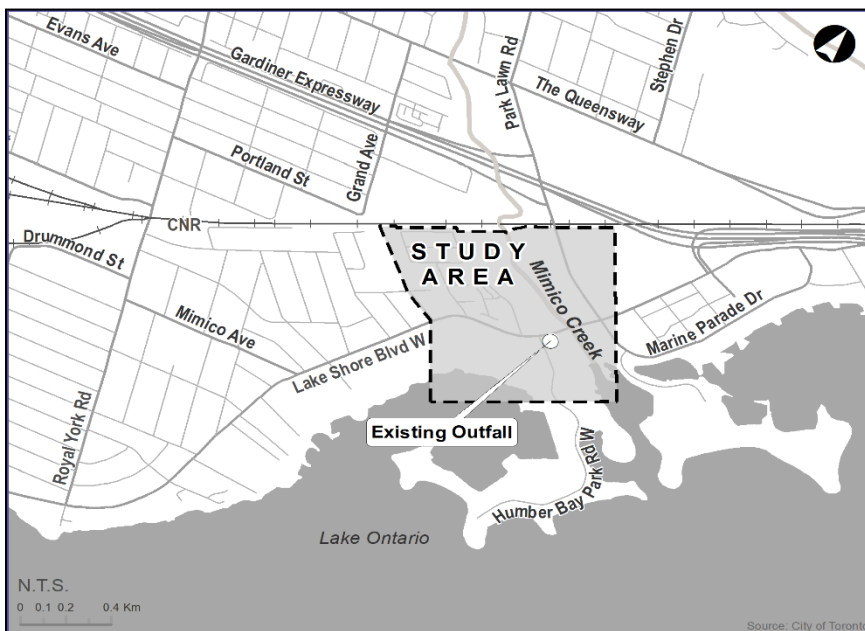 Evans Ave
Gardiner Expressway
Park Lawn Rd
The Queensway
Stephen Dr
Portland St
Grand Ave
CNR
Drummond St
STUDY
AREA
Mimico Creek
Mimico Ave
Lake Shore Blvd W
Marine Parade Dr
Existing Outfall
Royal York Rd
Humber Bay Park Rd W
Lake Ontario
N.T.S.
0 0.1 0.2 0.4 Km
Source: City of Toronto